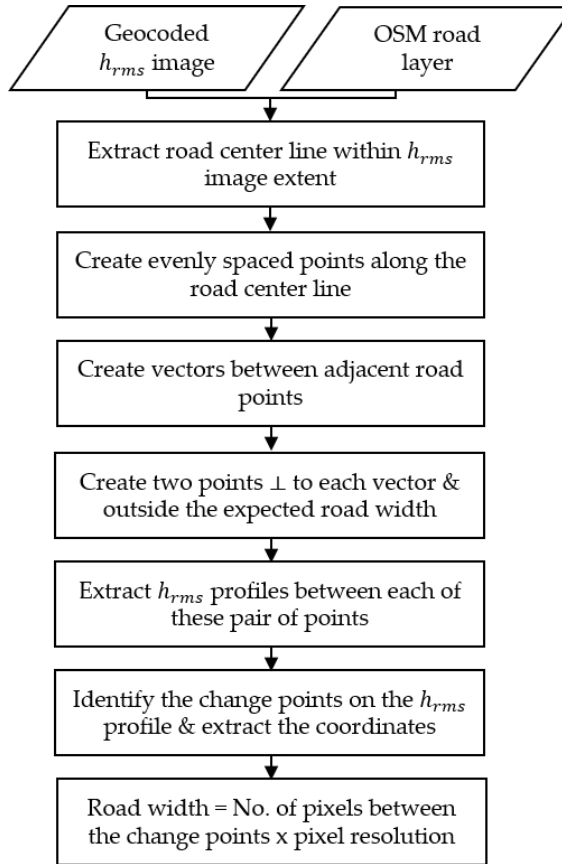 Geocoded
h_rms image
OSM road
layer
Extract road center line within h_rms
image extent
Create evenly spaced points along the
road center line
Create vectors between adjacent road
points
Create two points ⊥ to each vector &
outside the expected road width
Extract h_rms profiles between each of
these pair of points
Identify the change points on the h_rms
profile & extract the coordinates
Road width = No. of pixels between
the change points x pixel resolution